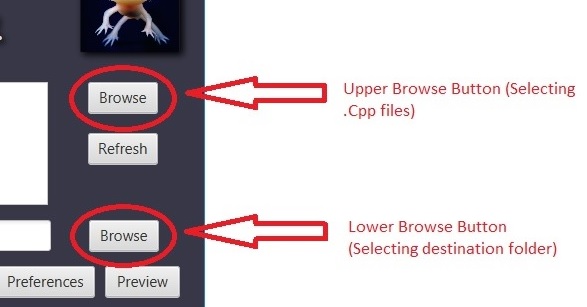 Browse
Upper Browse Button (Selecting
.Cpp files)
Refresh
Browse
Lower Browse Button
(Selecting destination folder)
Preferences
Preview